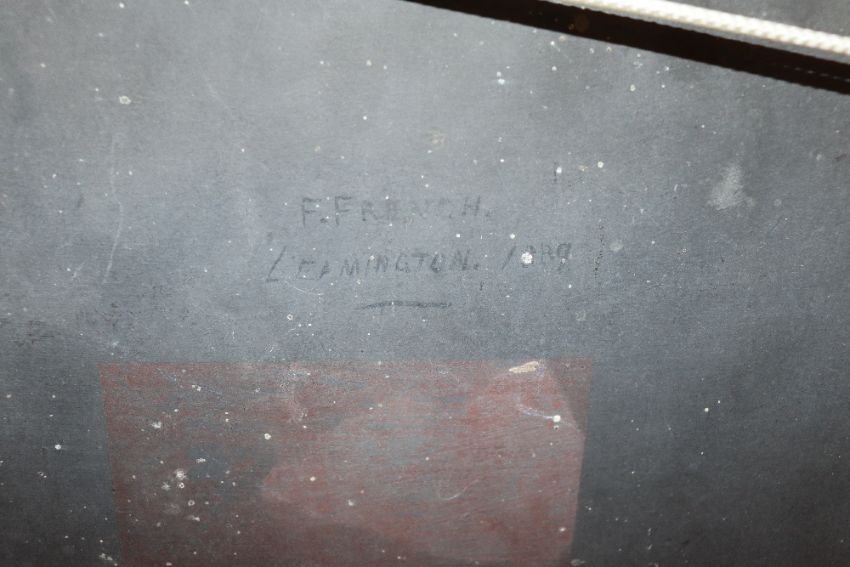 F. FRENCH.
LEAMINGTON. 1889